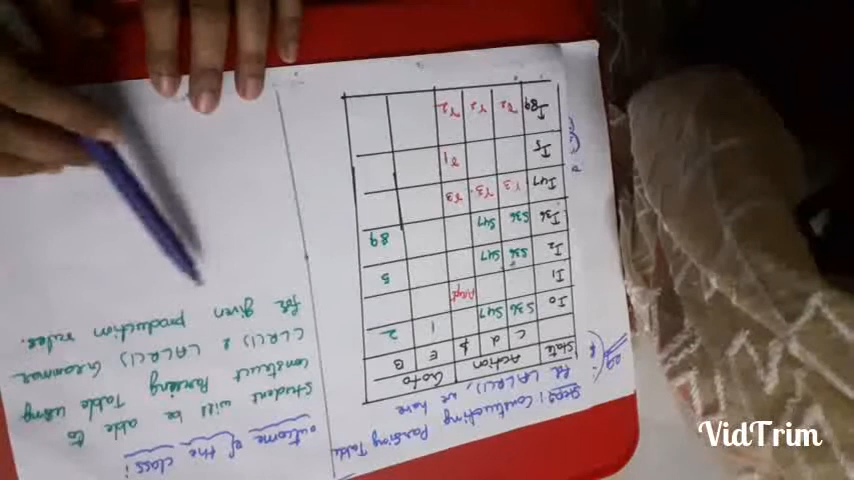 Step: Constructing Parsing Table
for LALR(1), we have
State Action Goto
c d $ E B
I0 S36 S47 1 2
I1 Accept
I2 S36 S47 5
I36 S36 S47 89
I47 r3 r3 r3
I5 r1
I89 r2 r2 r2
outcome of the class:
Student will be able to
construct Parsing Table using
CLR(1) & LALR(1) Grammar
for given production rules.
VidTrim